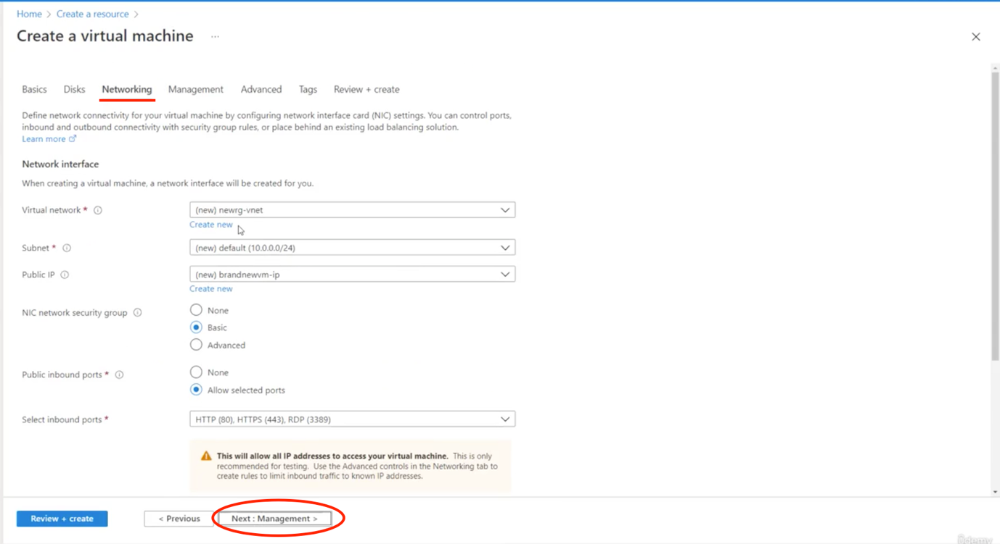 Home > Create a resource >
Create a virtual machine ...
Basics Disks Networking Management Advanced Tags Review + create
Define network connectivity for your virtual machine by configuring network interface card (NIC) settings. You can control ports,
inbound and outbound connectivity with security group rules, or place behind an existing load balancing solution.
Learn more
Network interface
When creating a virtual machine, a network interface will be created for you.
Virtual network * (new) newrg-vnet
Create new
Subnet * (new) default (10.0.0.0/24)
Public IP (new) brandnewvm-ip
Create new
NIC network security group None
Basic
Advanced
Public inbound ports * None
Allow selected ports
Select inbound ports * HTTP (80), HTTPS (443), RDP (3389)
This will allow all IP addresses to access your virtual machine. This is only
recommended for testing. Use the Advanced controls in the Networking tab to
create rules to limit inbound traffic to known IP addresses.
Review + create < Previous Next : Management >
ûdemy